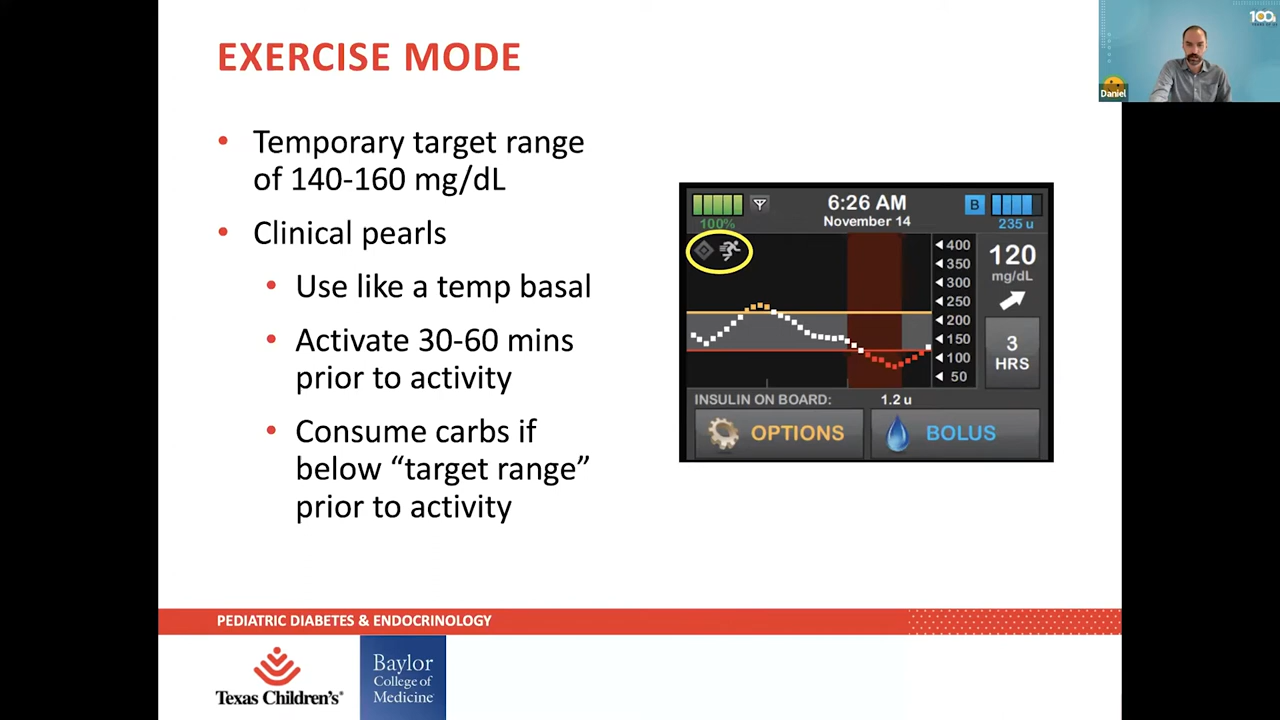 EXERCISE MODE
• Temporary target range
of 140-160 mg/dL
• Clinical pearls
• Use like a temp basal
• Activate 30-60 mins
prior to activity
• Consume carbs if
below “target range”
prior to activity
100%
6:26 AM
November 14
B
235 u
400
350
300
250
200
150
100
50
120
mg/dL
3
HRS
INSULIN ON BOARD: 1.2 u
OPTIONS
BOLUS
PEDIATRIC DIABETES & ENDOCRINOLOGY
Texas Children's®
Baylor
College of
Medicine
Daniel
100